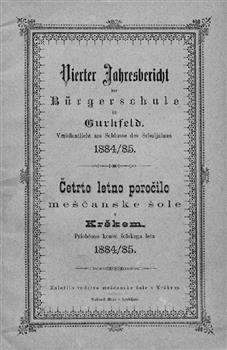 Vierter Jahresbericht
der
Bürgerschule
in
Gurkfeld.
Veröffentlicht am Schlusse des Schuljahres
1884/85.
Četrto letno poročilo
meščanske šole
v
Krškem.
Priobčeno konec šolskega leta
1884/85.
Založilo vodstvo meščanske šole v Krškem.